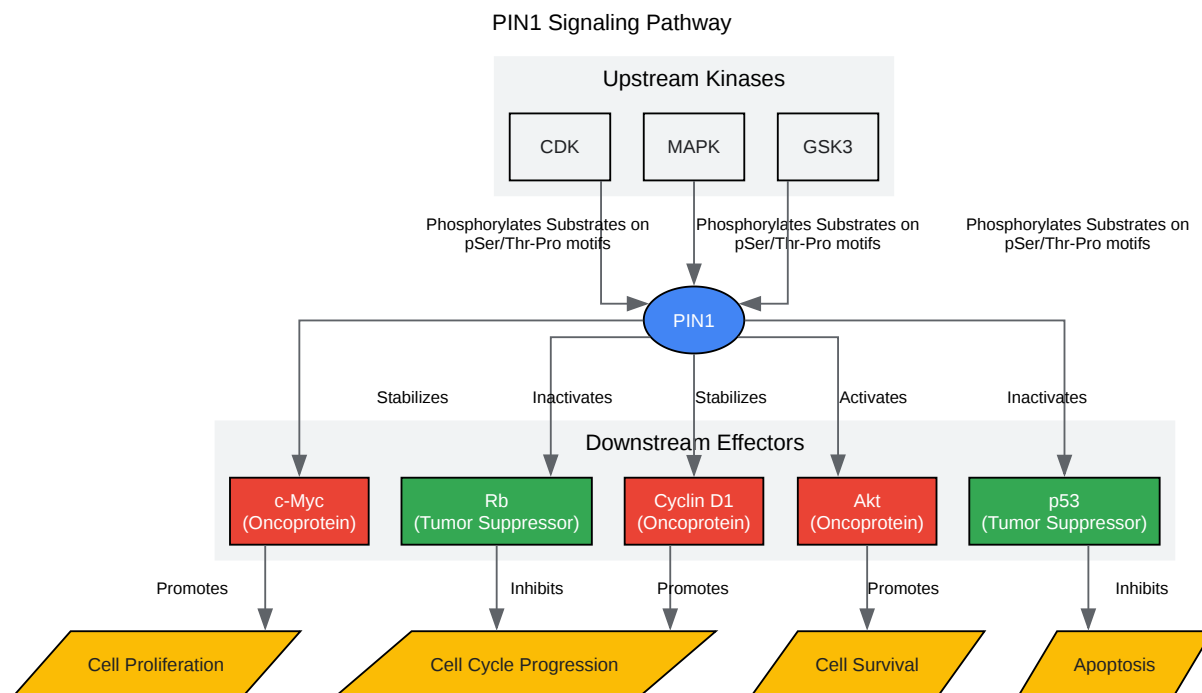 PIN1 Signaling Pathway
Upstream Kinases
CDK
MAPK
GSK3
Phosphorylates Substrates on
pSer/Thr-Pro motifs
Phosphorylates Substrates on
pSer/Thr-Pro motifs
Phosphorylates Substrates on
pSer/Thr-Pro motifs
PIN1
Stabilizes
Inactivates
Stabilizes
Activates
Inactivates
Downstream Effectors
c-Myc
(Oncoprotein)
Rb
(Tumor Suppressor)
Cyclin D1
(Oncoprotein)
Akt
(Oncoprotein)
p53
(Tumor Suppressor)
Promotes
Inhibits
Promotes
Promotes
Inhibits
Cell Proliferation
Cell Cycle Progression
Cell Survival
Apoptosis